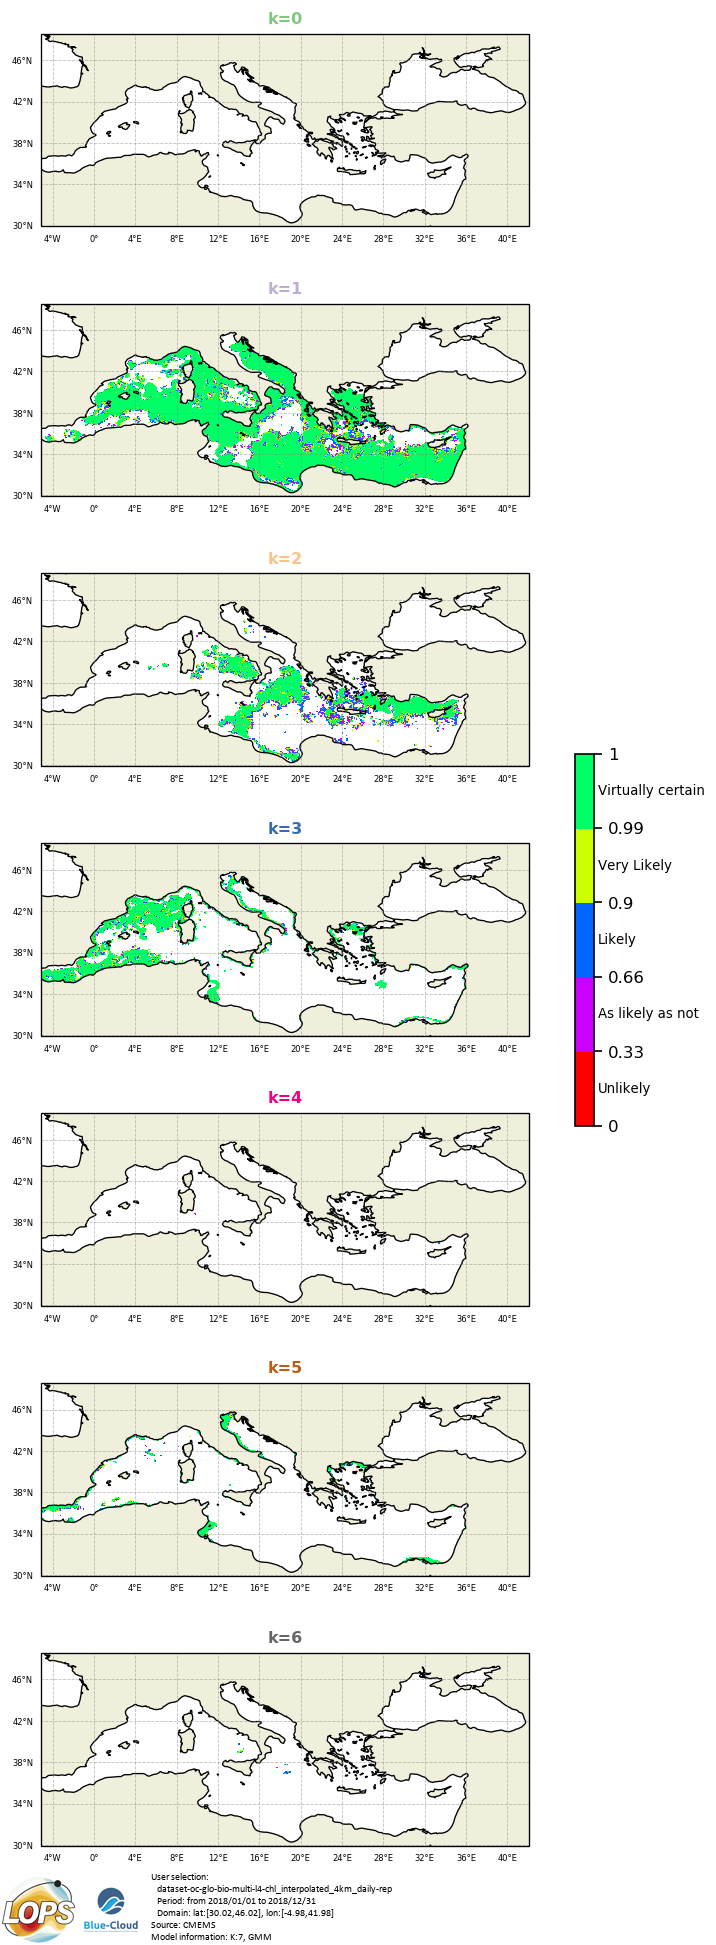 k=0
46°N
42°N
38°N
34°N
30°N
4°W 0° 4°E 8°E 12°E 16°E 20°E 24°E 28°E 32°E 36°E 40°E
k=1
46°N
42°N
38°N
34°N
30°N
4°W 0° 4°E 8°E 12°E 16°E 20°E 24°E 28°E 32°E 36°E 40°E
k=2
46°N
42°N
38°N
34°N
30°N
4°W 0° 4°E 8°E 12°E 16°E 20°E 24°E 28°E 32°E 36°E 40°E
k=3
46°N
42°N
38°N
34°N
30°N
4°W 0° 4°E 8°E 12°E 16°E 20°E 24°E 28°E 32°E 36°E 40°E
k=4
46°N
42°N
38°N
34°N
30°N
4°W 0° 4°E 8°E 12°E 16°E 20°E 24°E 28°E 32°E 36°E 40°E
k=5
46°N
42°N
38°N
34°N
30°N
4°W 0° 4°E 8°E 12°E 16°E 20°E 24°E 28°E 32°E 36°E 40°E
k=6
46°N
42°N
38°N
34°N
30°N
4°W 0° 4°E 8°E 12°E 16°E 20°E 24°E 28°E 32°E 36°E 40°E
1
Virtually certain
0.99
Very Likely
0.9
Likely
0.66
As likely as not
0.33
Unlikely
0
LOPS
Blue-Cloud
User selection:
dataset-oc-glo-bio-multi-l4-chl_interpolated_4km_daily-rep
Period: from 2018/01/01 to 2018/12/31
Domain: lat:[30.02,46.02], lon:[-4.98,41.98]
Source: CMEMS
Model information: K:7, GMM